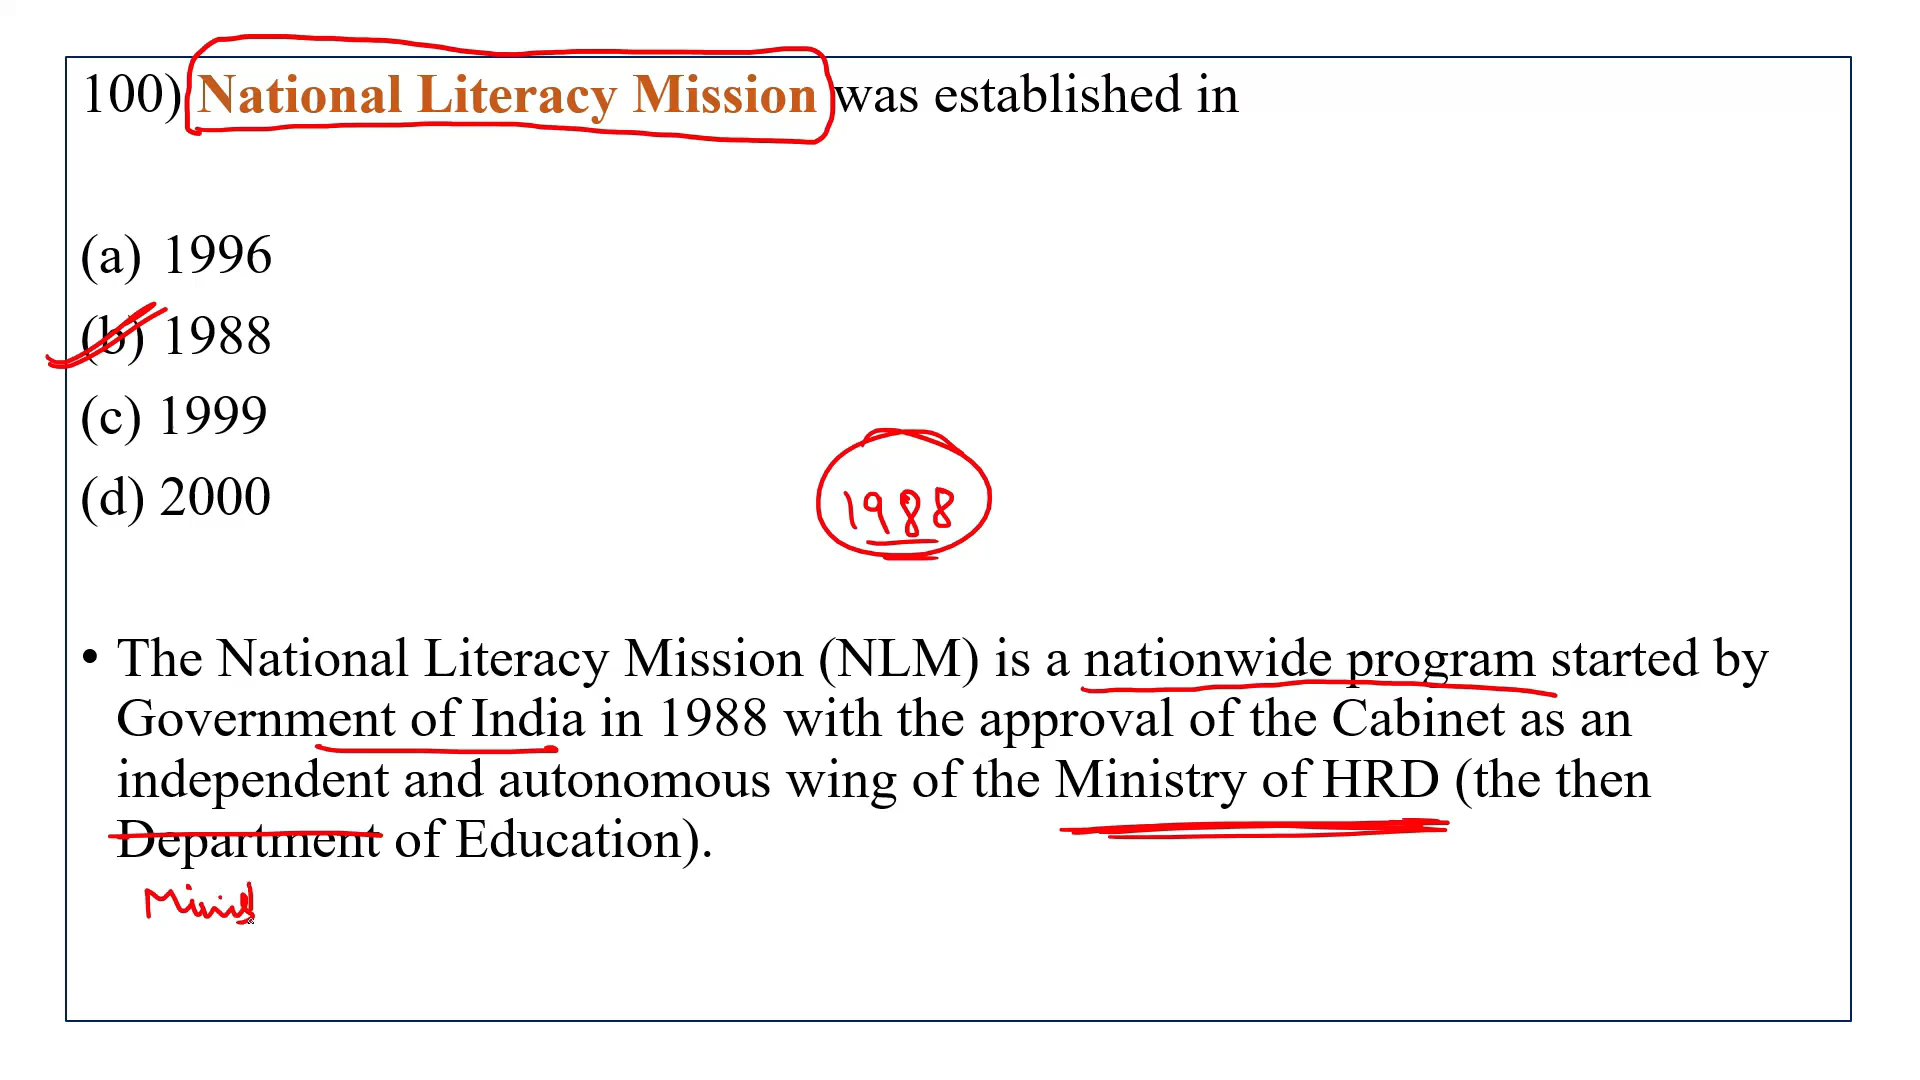 100) National Literacy Mission was established in
(a) 1996
(b) 1988
(c) 1999
(d) 2000
1988
• The National Literacy Mission (NLM) is a nationwide program started by
Government of India in 1988 with the approval of the Cabinet as an
independent and autonomous wing of the Ministry of HRD (the then
Department of Education).